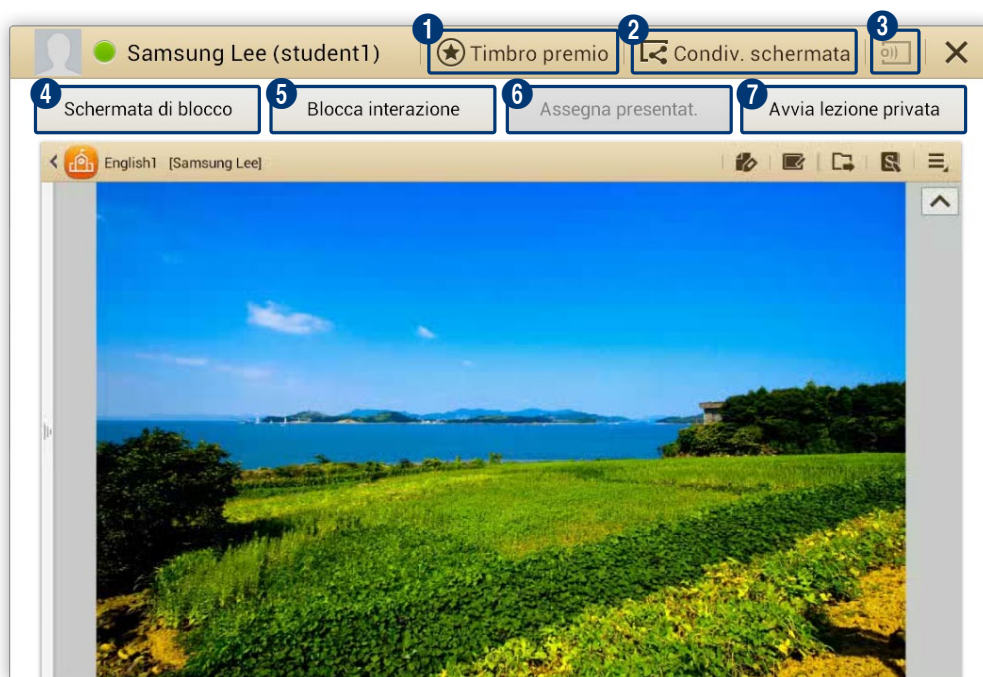 1 2 3
Samsung Lee (student1) Timbro premio Condiv. schermata
4 5 6 7
Schermata di blocco Blocca interazione Assegna presentat. Avvia lezione privata
English1 [Samsung Lee]